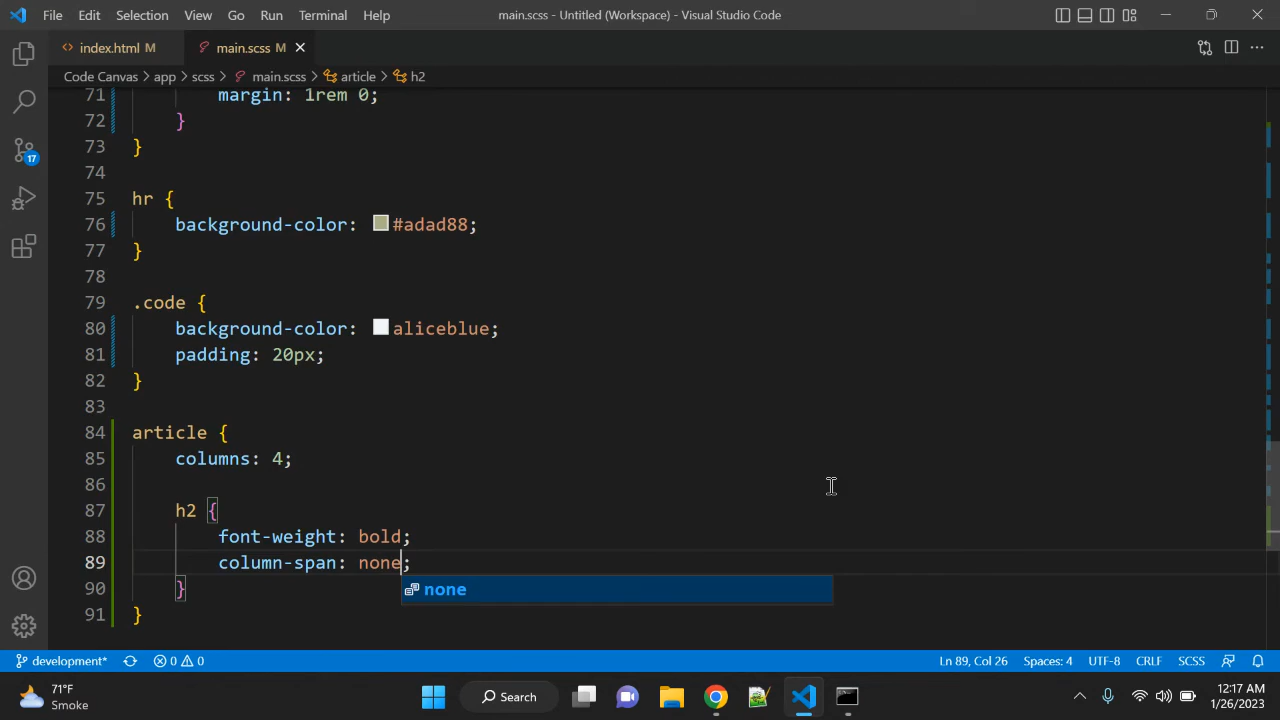 File Edit Selection View Go Run Terminal Help main.scss - Untitled (Workspace) - Visual Studio Code
index.html M main.scss M
Code Canvas > app > scss > main.scss > article > h2
71 margin: 1rem 0;
72 }
73 }
74
75 hr {
76 background-color: #adad88;
77 }
78
79 .code {
80 background-color: aliceblue;
81 padding: 20px;
82 }
83
84 article {
85 columns: 4;
86
87 h2 {
88 font-weight: bold;
89 column-span: none;
90 }
none
91 }
17
development* 0 0 Ln 89, Col 26 Spaces: 4 UTF-8 CRLF SCSS
71°F
Smoke
Search
12:17 AM
1/26/2023